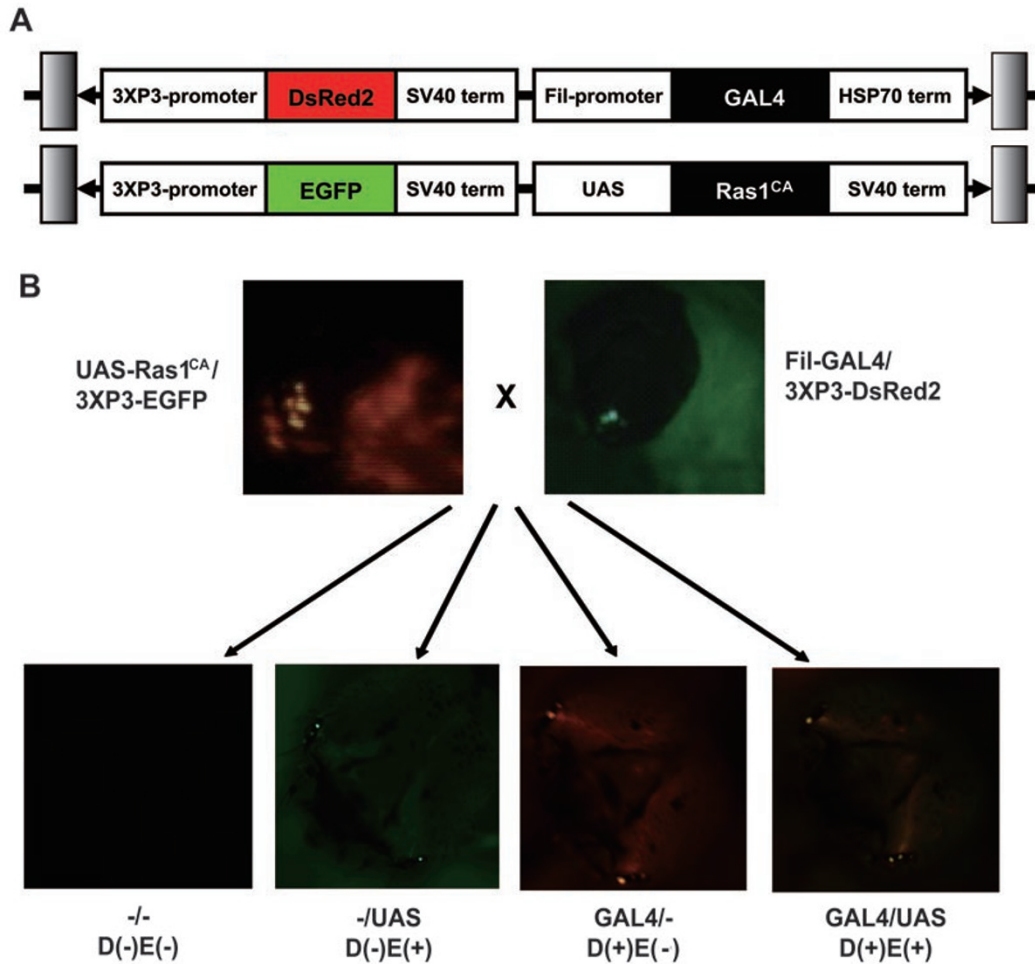 A
3XP3-promoter DsRed2 SV40 term Fil-promoter GAL4 HSP70 term
3XP3-promoter EGFP SV40 term UAS Ras1CA SV40 term
B
UAS-Ras1CA/
3XP3-EGFP
X
Fil-GAL4/
3XP3-DsRed2
-/-
D(-)E(-)
-/UAS
D(-)E(+)
GAL4/-
D(+)E(-)
GAL4/UAS
D(+)E(+)